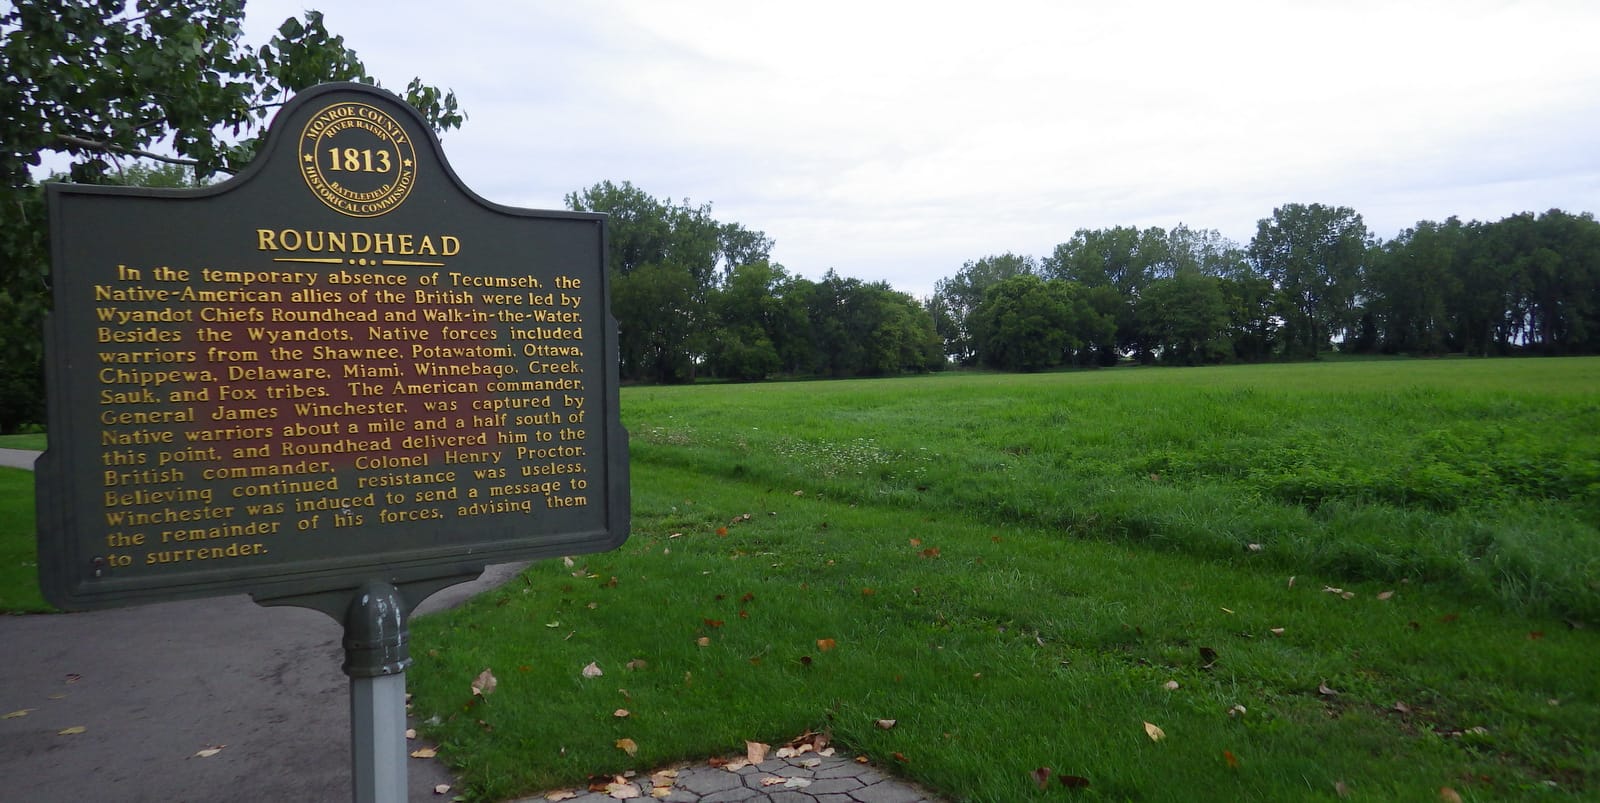 MONROE COUNTY
RIVER RAISIN
1813
BATTLEFIELD
HISTORICAL COMMISSION
ROUNDHEAD
In the temporary absence of Tecumseh, the
Native-American allies of the British were led by
Wyandot Chiefs Roundhead and Walk-in-the-Water.
Besides the Wyandots, Native forces included
warriors from the Shawnee, Potawatomi, Ottawa,
Chippewa, Delaware, Miami, Winnebago, Creek,
Sauk, and Fox tribes. The American commander,
General James Winchester, was captured by
Native warriors about a mile and a half south of
this point, and Roundhead delivered him to the
British commander, Colonel Henry Proctor.
Believing continued resistance was useless,
Winchester was induced to send a message to
the remainder of his forces, advising them
to surrender.